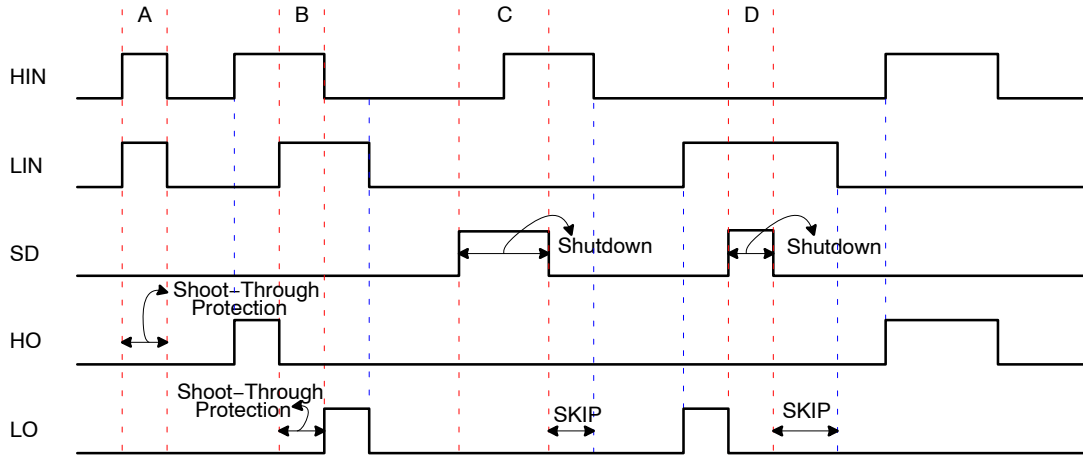 A
B
C
D
HIN
LIN
SD
Shutdown
Shutdown
Shoot-Through
Protection
HO
Shoot-Through
Protection
LO
SKIP
SKIP